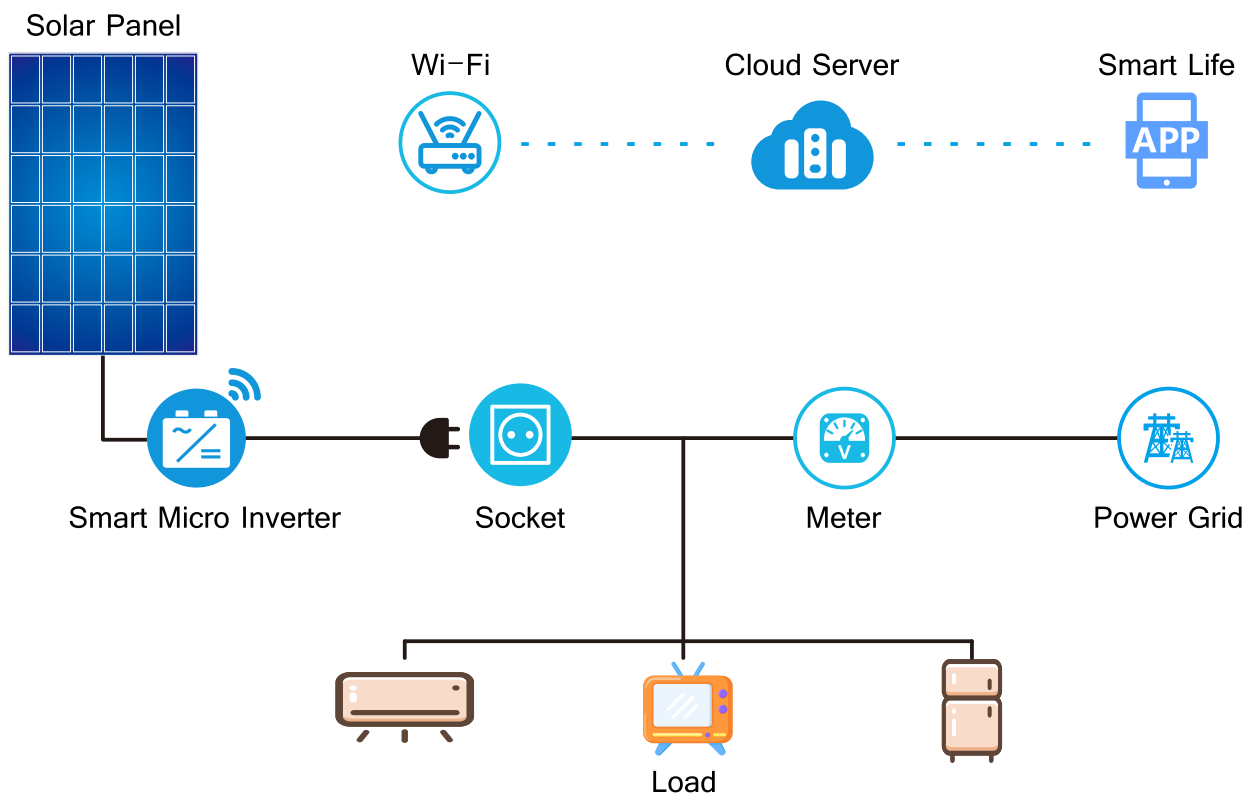 Solar Panel
Wi-Fi
Cloud Server
Smart Life
APP
Smart Micro Inverter
Socket
V
Meter
Power Grid
Load